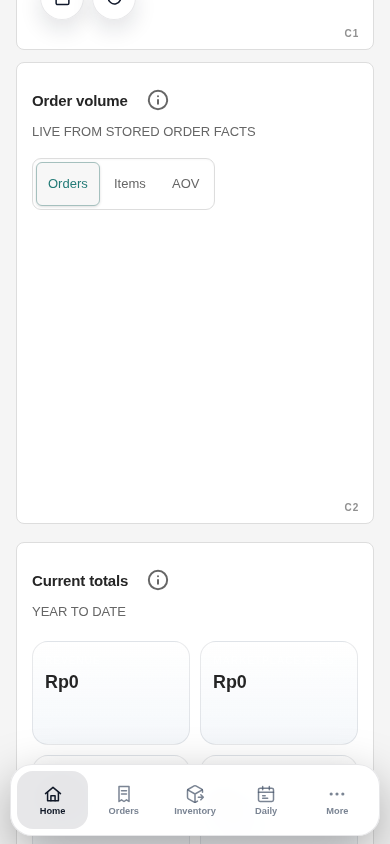 C1
Order volume
LIVE FROM STORED ORDER FACTS
Orders Items AOV
C2
Current totals
YEAR TO DATE
Rp0 Rp0
Home Orders Inventory Daily More